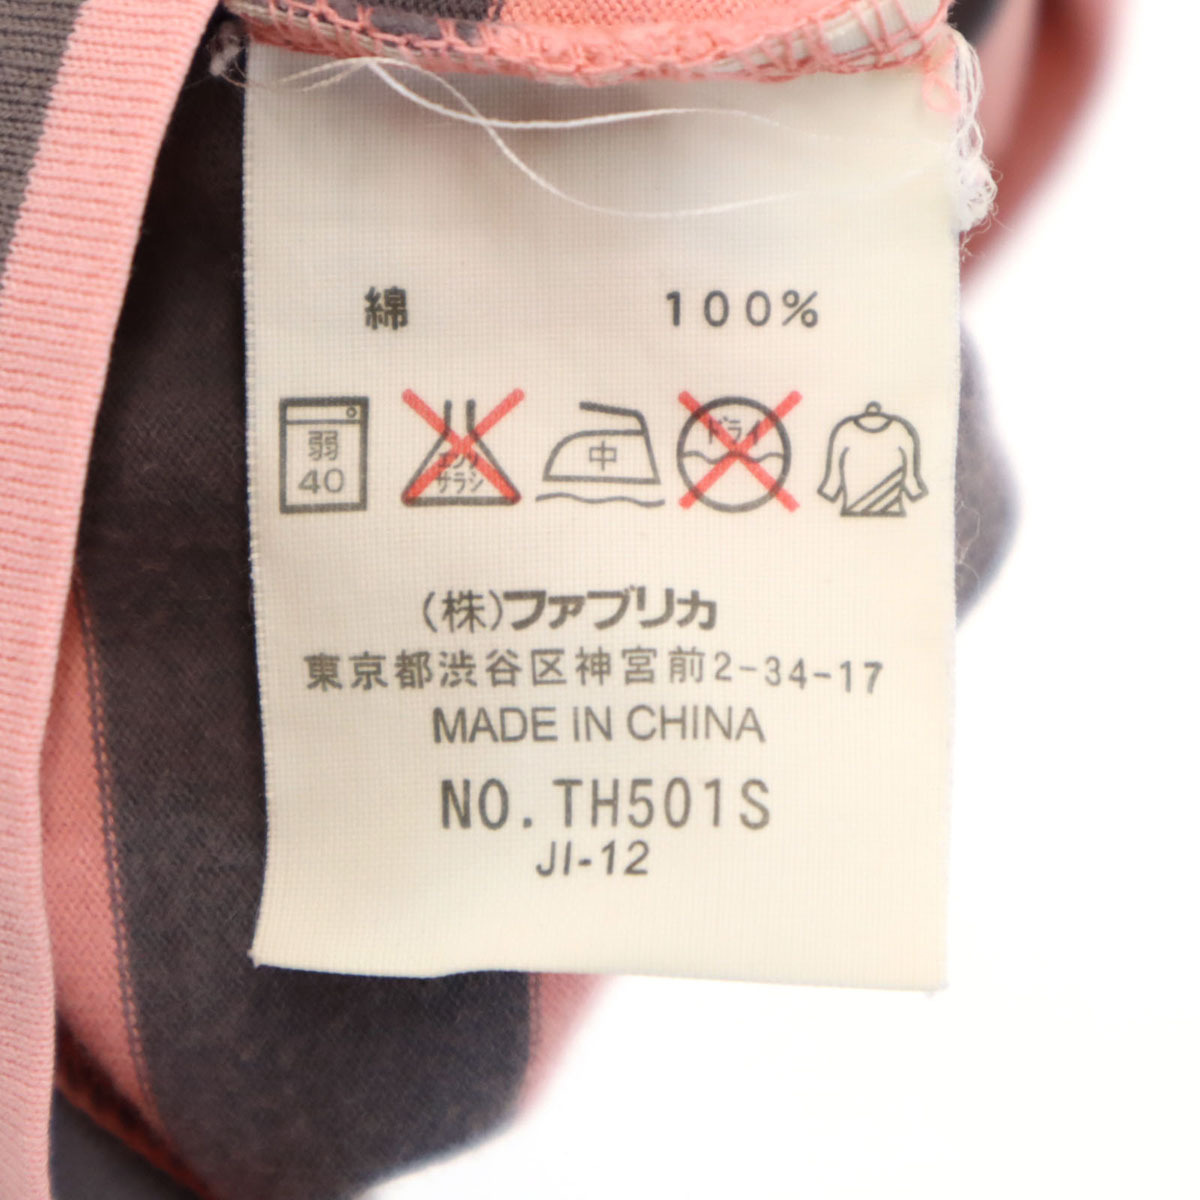 綿 100%
弱 エンソ 中 ドライ
40 サラシ
(株)ファブリカ
東京都渋谷区神宮前2-34-17
MADE IN CHINA
NO. TH501S
JI-12